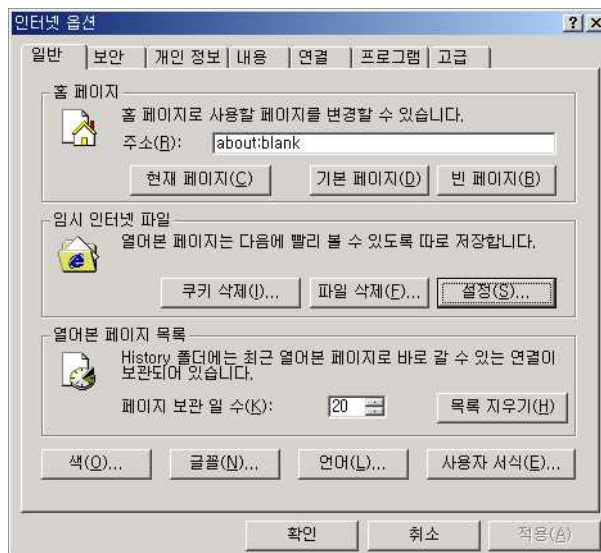 인터넷 옵션
일반 보안 개인 정보 내용 연결 프로그램 고급
홈 페이지
홈 페이지로 사용할 페이지를 변경할 수 있습니다.
주소(R): about:blank
현재 페이지(C) 기본 페이지(D) 빈 페이지(B)
임시 인터넷 파일
열어본 페이지는 다음에 빨리 볼 수 있도록 따로 저장합니다.
쿠키 삭제(I)... 파일 삭제(F)... 설정(S)...
열어본 페이지 목록
History 폴더에는 최근 열어본 페이지로 바로 갈 수 있는 연결이
보관되어 있습니다.
페이지 보관 일 수(K): 20 목록 지우기(H)
색(O)... 글꼴(N)... 언어(L)... 사용자 서식(E)...
확인 취소 적용(A)